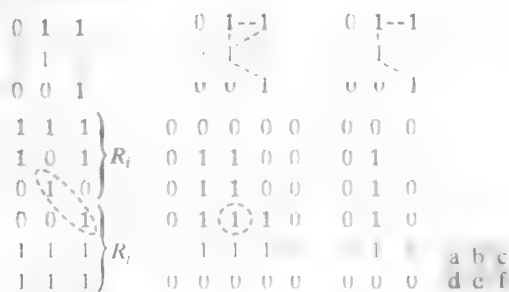 0 1 1 0 1 1 0 1 1
1 1 1
0 0 1 0 0 1 0 0 1
1 1 1 0 0 0 0 0 0 0 0
1 0 1 R_i 0 1 1 0 0 0 1
0 1 0 0 1 1 0 0 0 1 0
0 0 1 0 1 1 1 0 0 1 0
1 1 1 1 1 1 1 1
a b c
1 1 1 0 0 0 0 0 0 0 0 d e f